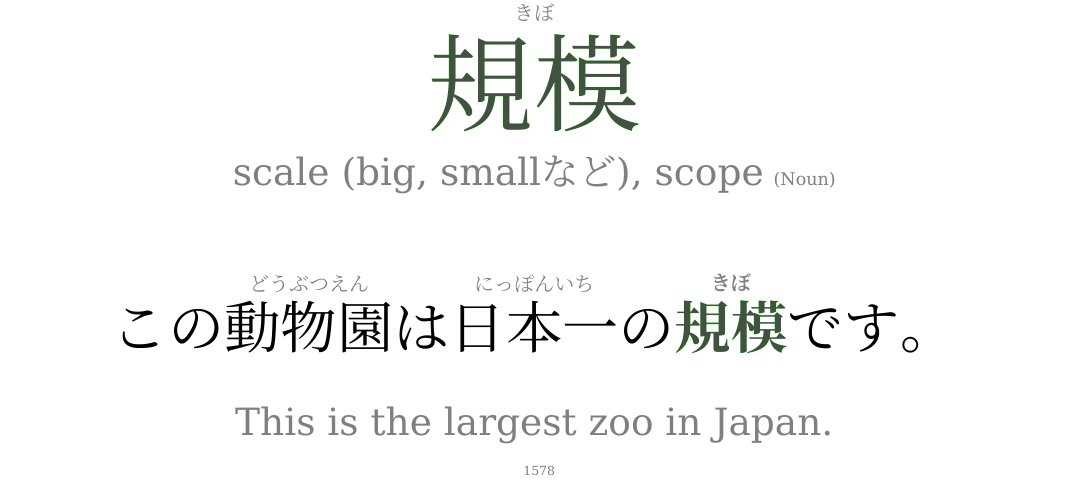 きぼ
規模
scale (big, smallなど), scope (Noun)
どうぶつえん にっぽんいち きぼ
この動物園は日本一の規模です。
This is the largest zoo in Japan.
1578